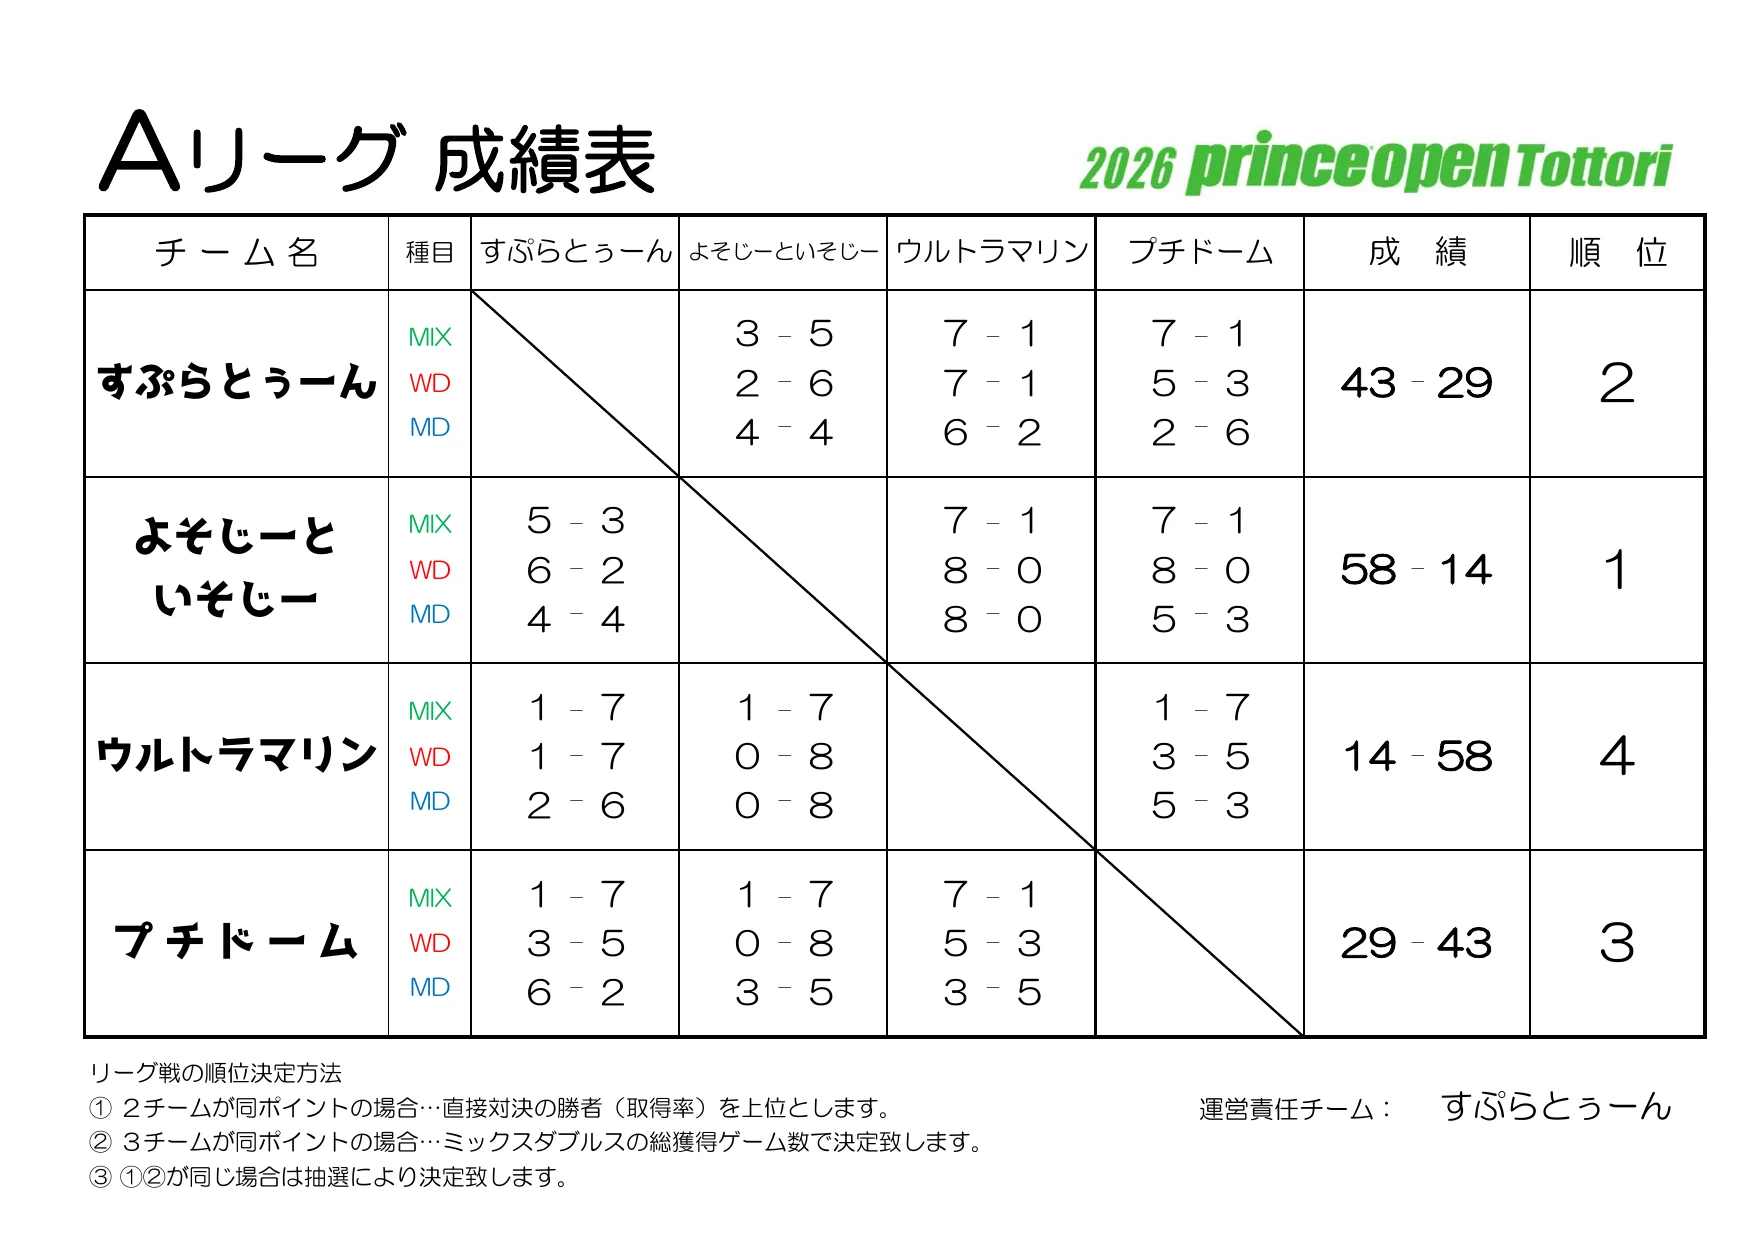 Aリーグ 成績表
2026 prince open Tottori
チーム名 種目 すぷらとぅーん よそじーといそじー ウルトラマリン プチドーム 成績 順位
すぷらとぅーん
MIX 3 - 5 7 - 1 7 - 1
WD 2 - 6 7 - 1 5 - 3
MD 4 - 4 6 - 2 2 - 6
43 - 29 2
よそじーと
いそじー
MIX 5 - 3 7 - 1 7 - 1
WD 6 - 2 8 - 0 8 - 0
MD 4 - 4 8 - 0 5 - 3
58 - 14 1
ウルトラマリン
MIX 1 - 7 1 - 7 1 - 7
WD 1 - 7 0 - 8 3 - 5
MD 2 - 6 0 - 8 5 - 3
14 - 58 4
プチドーム
MIX 1 - 7 1 - 7 7 - 1
WD 3 - 5 0 - 8 5 - 3
MD 6 - 2 3 - 5 3 - 5
29 - 43 3
リーグ戦の順位決定方法
① 2チームが同ポイントの場合…直接対決の勝者（取得率）を上位とします。
② 3チームが同ポイントの場合…ミックスダブルスの総獲得ゲーム数で決定致します。
③ ①②が同じ場合は抽選により決定致します。
運営責任チーム： すぷらとぅーん